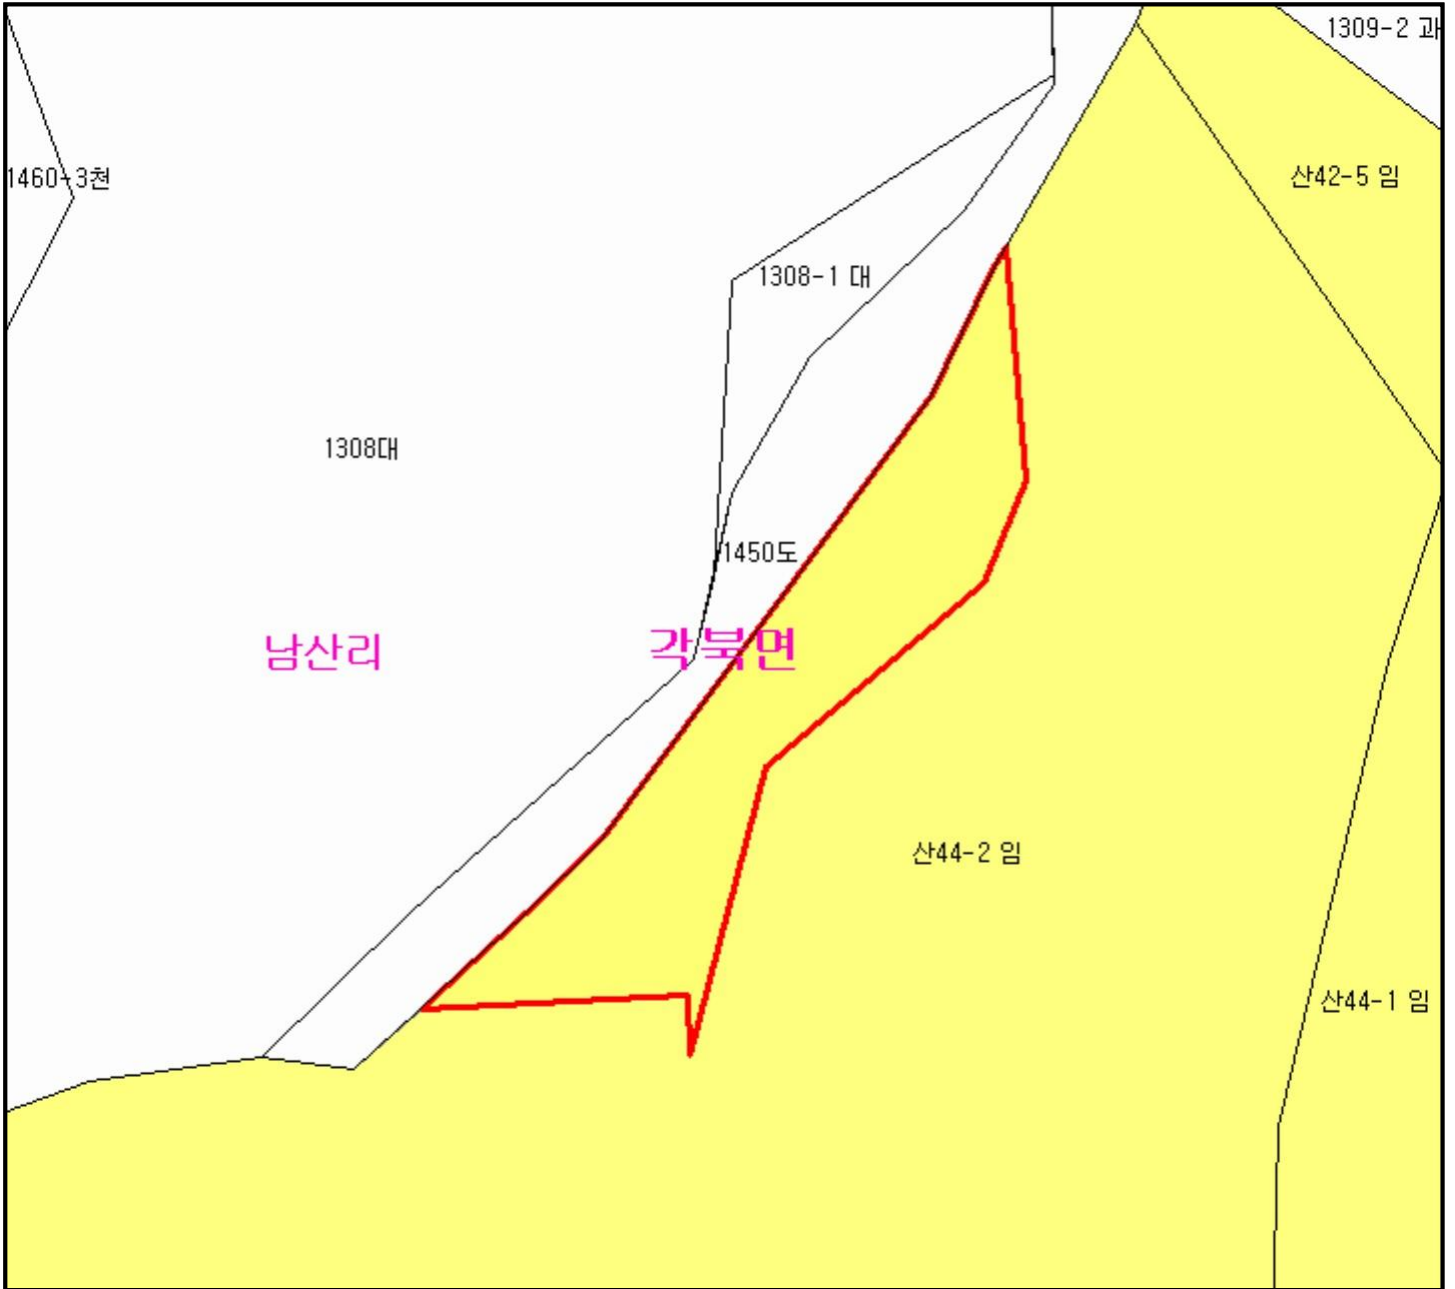 1309-2 과
1460-3천
산42-5 임
1308-1 대
1308대
1450도
남산리
각북면
산44-2 임
산44-1 임